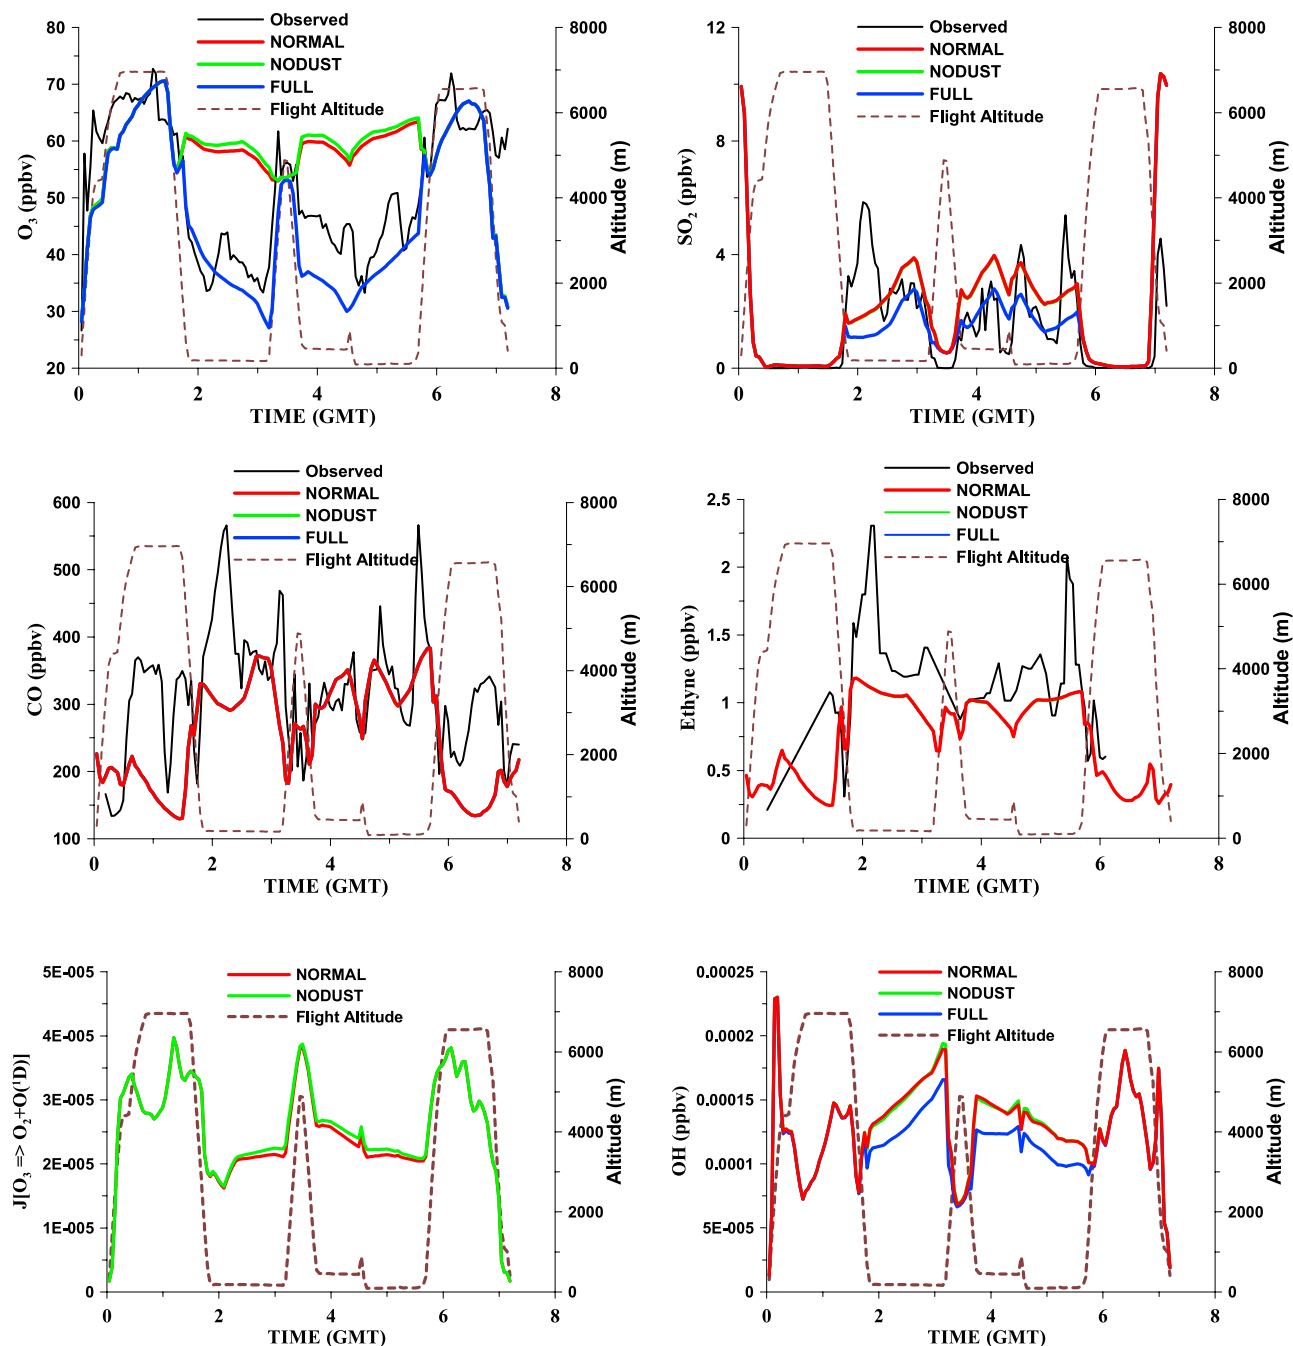 Observed
NORMAL
NODUST
FULL
Flight Altitude
80
70
60
50
40
30
20
O3 (ppbv)
8000
6000
4000
2000
0
Altitude (m)
0 2 4 6 8
TIME (GMT)
Observed
NORMAL
NODUST
FULL
Flight Altitude
12
8
4
0
SO2 (ppbv)
8000
6000
4000
2000
0
Altitude (m)
0 2 4 6 8
TIME (GMT)
Observed
NORMAL
NODUST
FULL
Flight Altitude
600
500
400
300
200
100
CO (ppbv)
8000
6000
4000
2000
0
Altitude (m)
0 2 4 6 8
TIME (GMT)
Observed
NORMAL
NODUST
FULL
Flight Altitude
2.5
2
1.5
1
0.5
0
Ethyne (ppbv)
8000
6000
4000
2000
0
Altitude (m)
0 2 4 6 8
TIME (GMT)
NORMAL
NODUST
Flight Altitude
5E-005
4E-005
3E-005
2E-005
1E-005
0
J[O3 => O2+O(¹D)]
8000
6000
4000
2000
0
Altitude (m)
0 2 4 6 8
TIME (GMT)
NORMAL
NODUST
FULL
Flight Altitude
0.00025
0.0002
0.00015
0.0001
5E-005
0
OH (ppbv)
8000
6000
4000
2000
0
Altitude (m)
0 2 4 6 8
TIME (GMT)